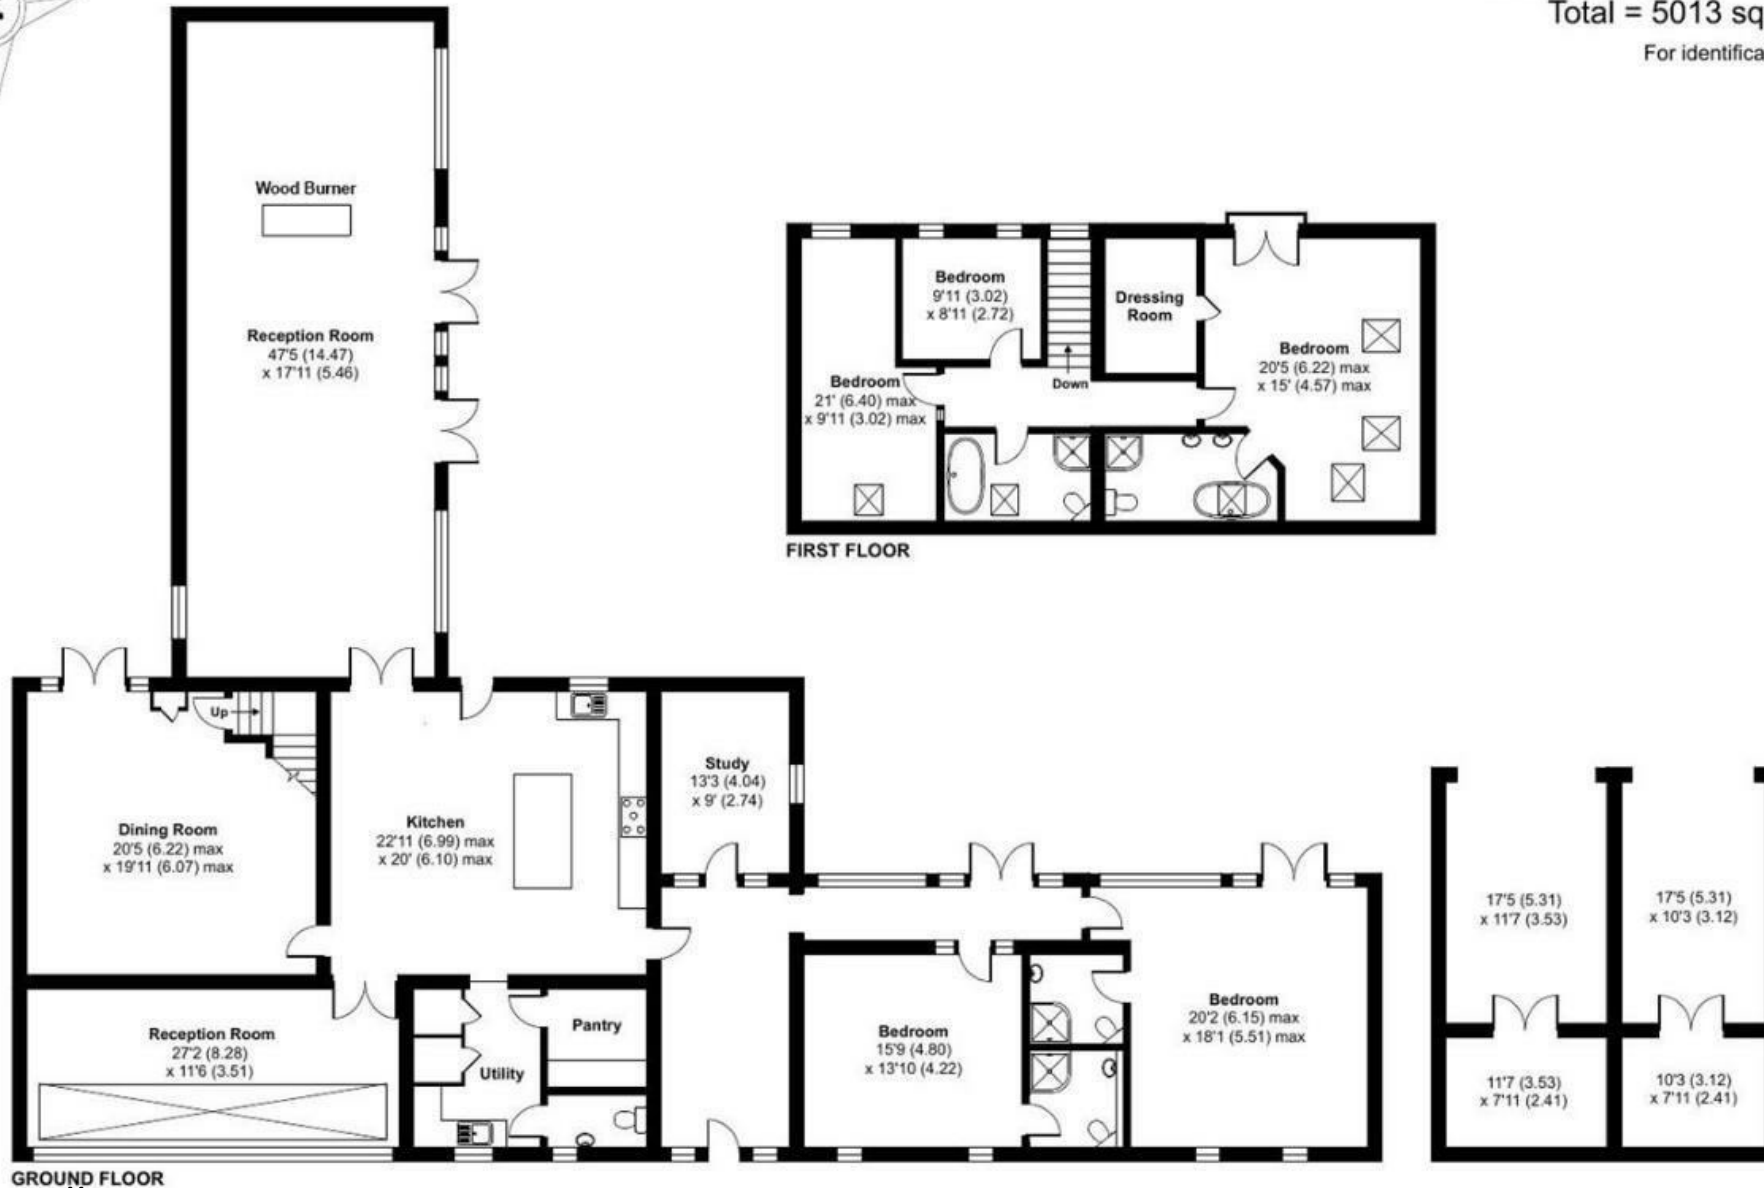 Total = 5013 sq
For identifica
Wood Burner
Reception Room
47'5 (14.47)
x 17'11 (5.46)
Bedroom
9'11 (3.02)
x 8'11 (2.72)
Dressing
Room
Bedroom
20'5 (6.22) max
x 15' (4.57) max
Bedroom
21' (6.40) max
x 9'11 (3.02) max
Down
FIRST FLOOR
Up
Study
13'3 (4.04)
x 9' (2.74)
Dining Room
20'5 (6.22) max
x 19'11 (6.07) max
Kitchen
22'11 (6.99) max
x 20' (6.10) max
17'5 (5.31)
x 11'7 (3.53)
17'5 (5.31)
x 10'3 (3.12)
Reception Room
27'2 (8.28)
x 11'6 (3.51)
Pantry
Utility
Bedroom
15'9 (4.80)
x 13'10 (4.22)
Bedroom
20'2 (6.15) max
x 18'1 (5.51) max
11'7 (3.53)
x 7'11 (2.41)
10'3 (3.12)
x 7'11 (2.41)
GROUND FLOOR